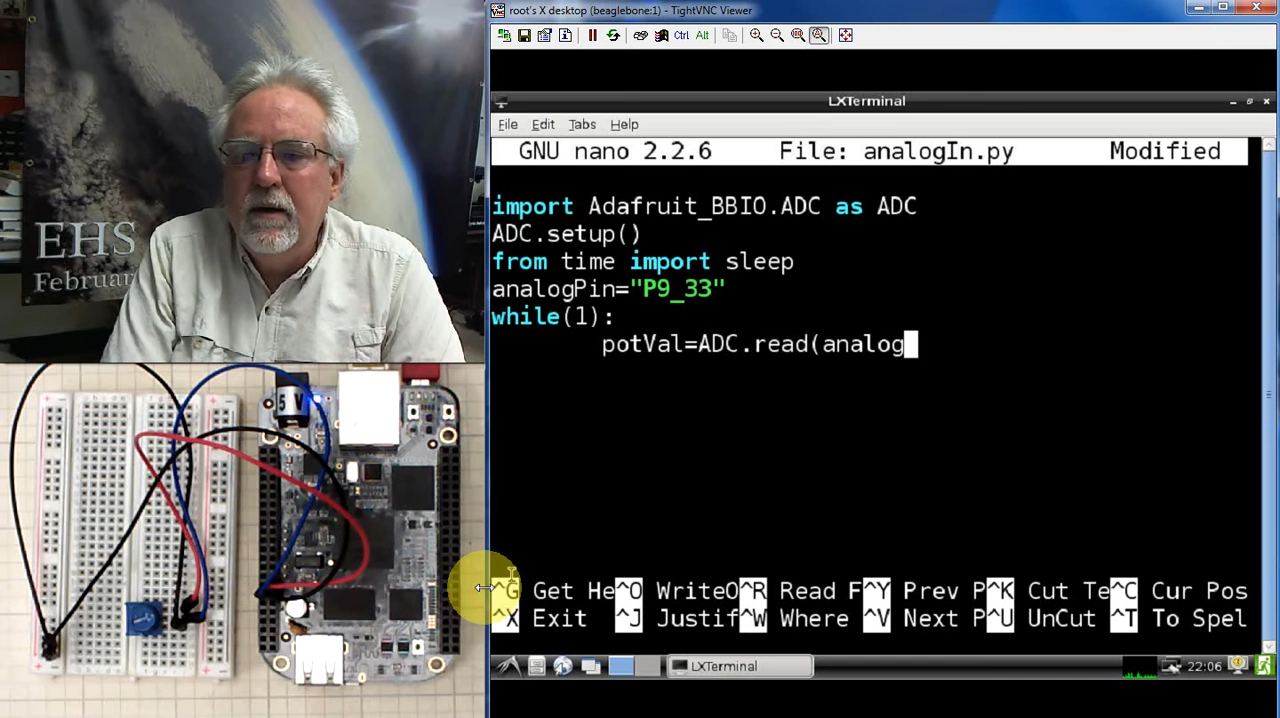 root's X desktop (beaglebone:1) - TightVNC Viewer
Ctrl Alt
LXTerminal
File Edit Tabs Help
GNU nano 2.2.6 File: analogIn.py Modified
import Adafruit_BBIO.ADC as ADC
ADC.setup()
from time import sleep
analogPin="P9_33"
while(1):
potVal=ADC.read(analog
^G Get He^O WriteO^R Read F^Y Prev P^K Cut Te^C Cur Pos
^X Exit ^J Justif^W Where ^V Next P^U UnCut ^T To Spel
LXTerminal
22:06
EHS
Februar
5 V